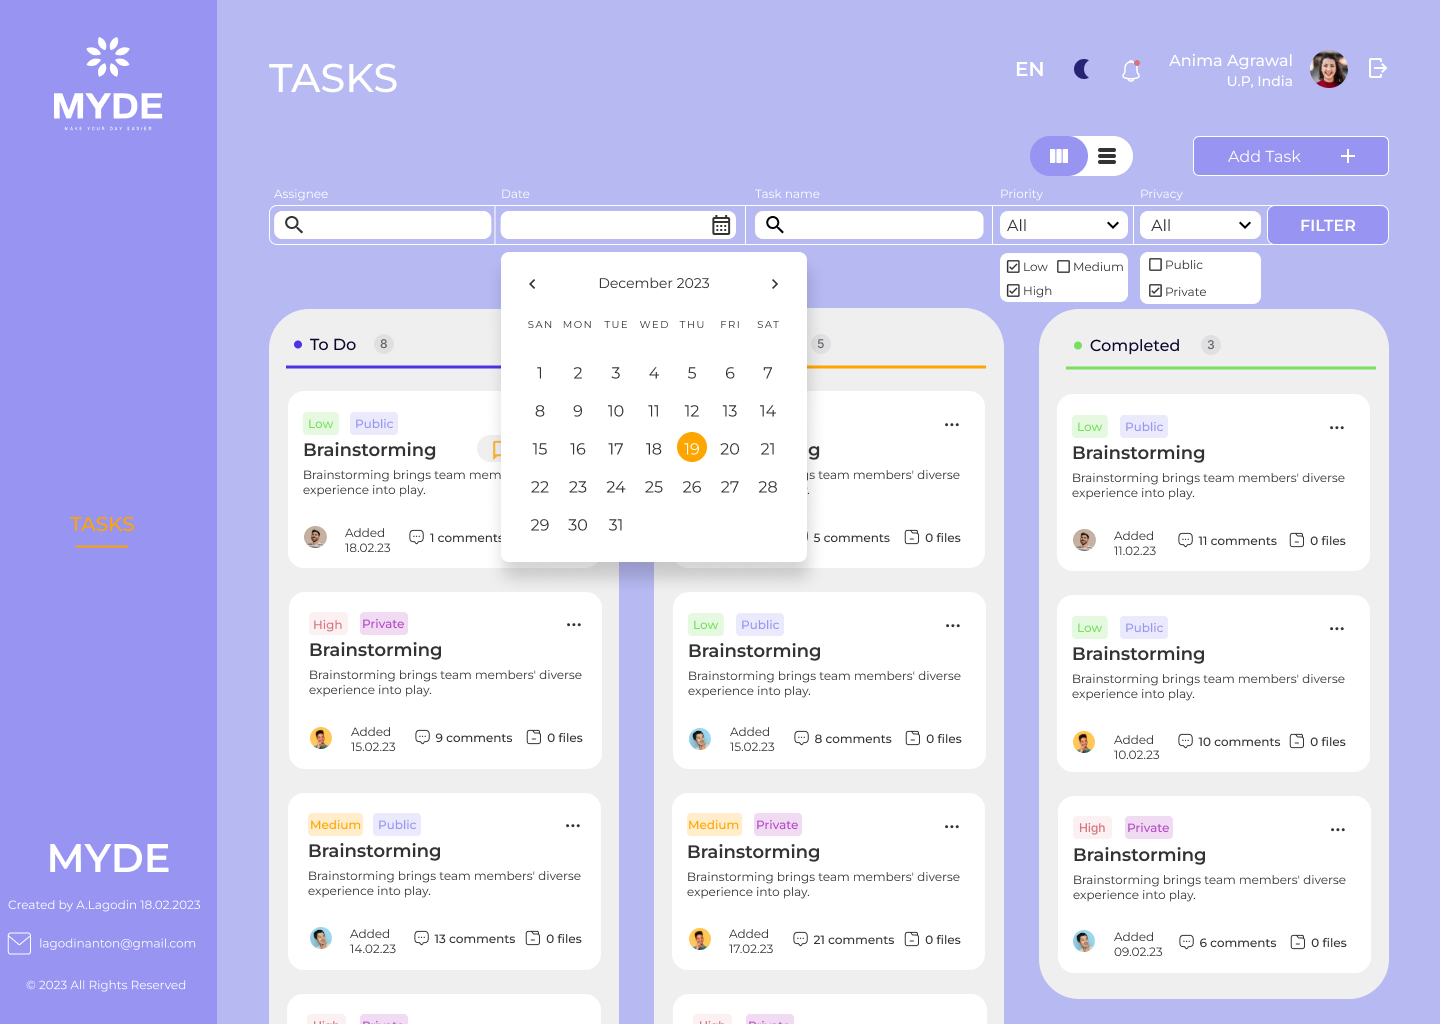 MYDE
MAKE YOUR DAY EASIER
TASKS
MYDE
Created by A.Lagodin 18.02.2023
lagodinanton@gmail.com
© 2023 All Rights Reserved
TASKS
EN
Anima Agrawal
U.P, India
Add Task
Assignee
Date
Task name
Priority
Privacy
All
All
FILTER
Low
Medium
High
Public
Private
December 2023
SAN MON TUE WED THU FRI SAT
1 2 3 4 5 6 7
8 9 10 11 12 13 14
15 16 17 18 19 20 21
22 23 24 25 26 27 28
29 30 31
To Do 8
Low Public
Brainstorming
Brainstorming brings team mem
experience into play.
Added
18.02.23
1 comments
High Private
Brainstorming
Brainstorming brings team members' diverse
experience into play.
Added
15.02.23
9 comments
0 files
Medium Public
Brainstorming
Brainstorming brings team members' diverse
experience into play.
Added
14.02.23
13 comments
0 files
High Private
5
g
gs team members' diverse
5 comments
0 files
Low Public
Brainstorming
Brainstorming brings team members' diverse
experience into play.
Added
15.02.23
8 comments
0 files
Medium Private
Brainstorming
Brainstorming brings team members' diverse
experience into play.
Added
17.02.23
21 comments
0 files
High Private
Completed 3
Low Public
Brainstorming
Brainstorming brings team members' diverse
experience into play.
Added
11.02.23
11 comments
0 files
Low Public
Brainstorming
Brainstorming brings team members' diverse
experience into play.
Added
10.02.23
10 comments
0 files
High Private
Brainstorming
Brainstorming brings team members' diverse
experience into play.
Added
09.02.23
6 comments
0 files